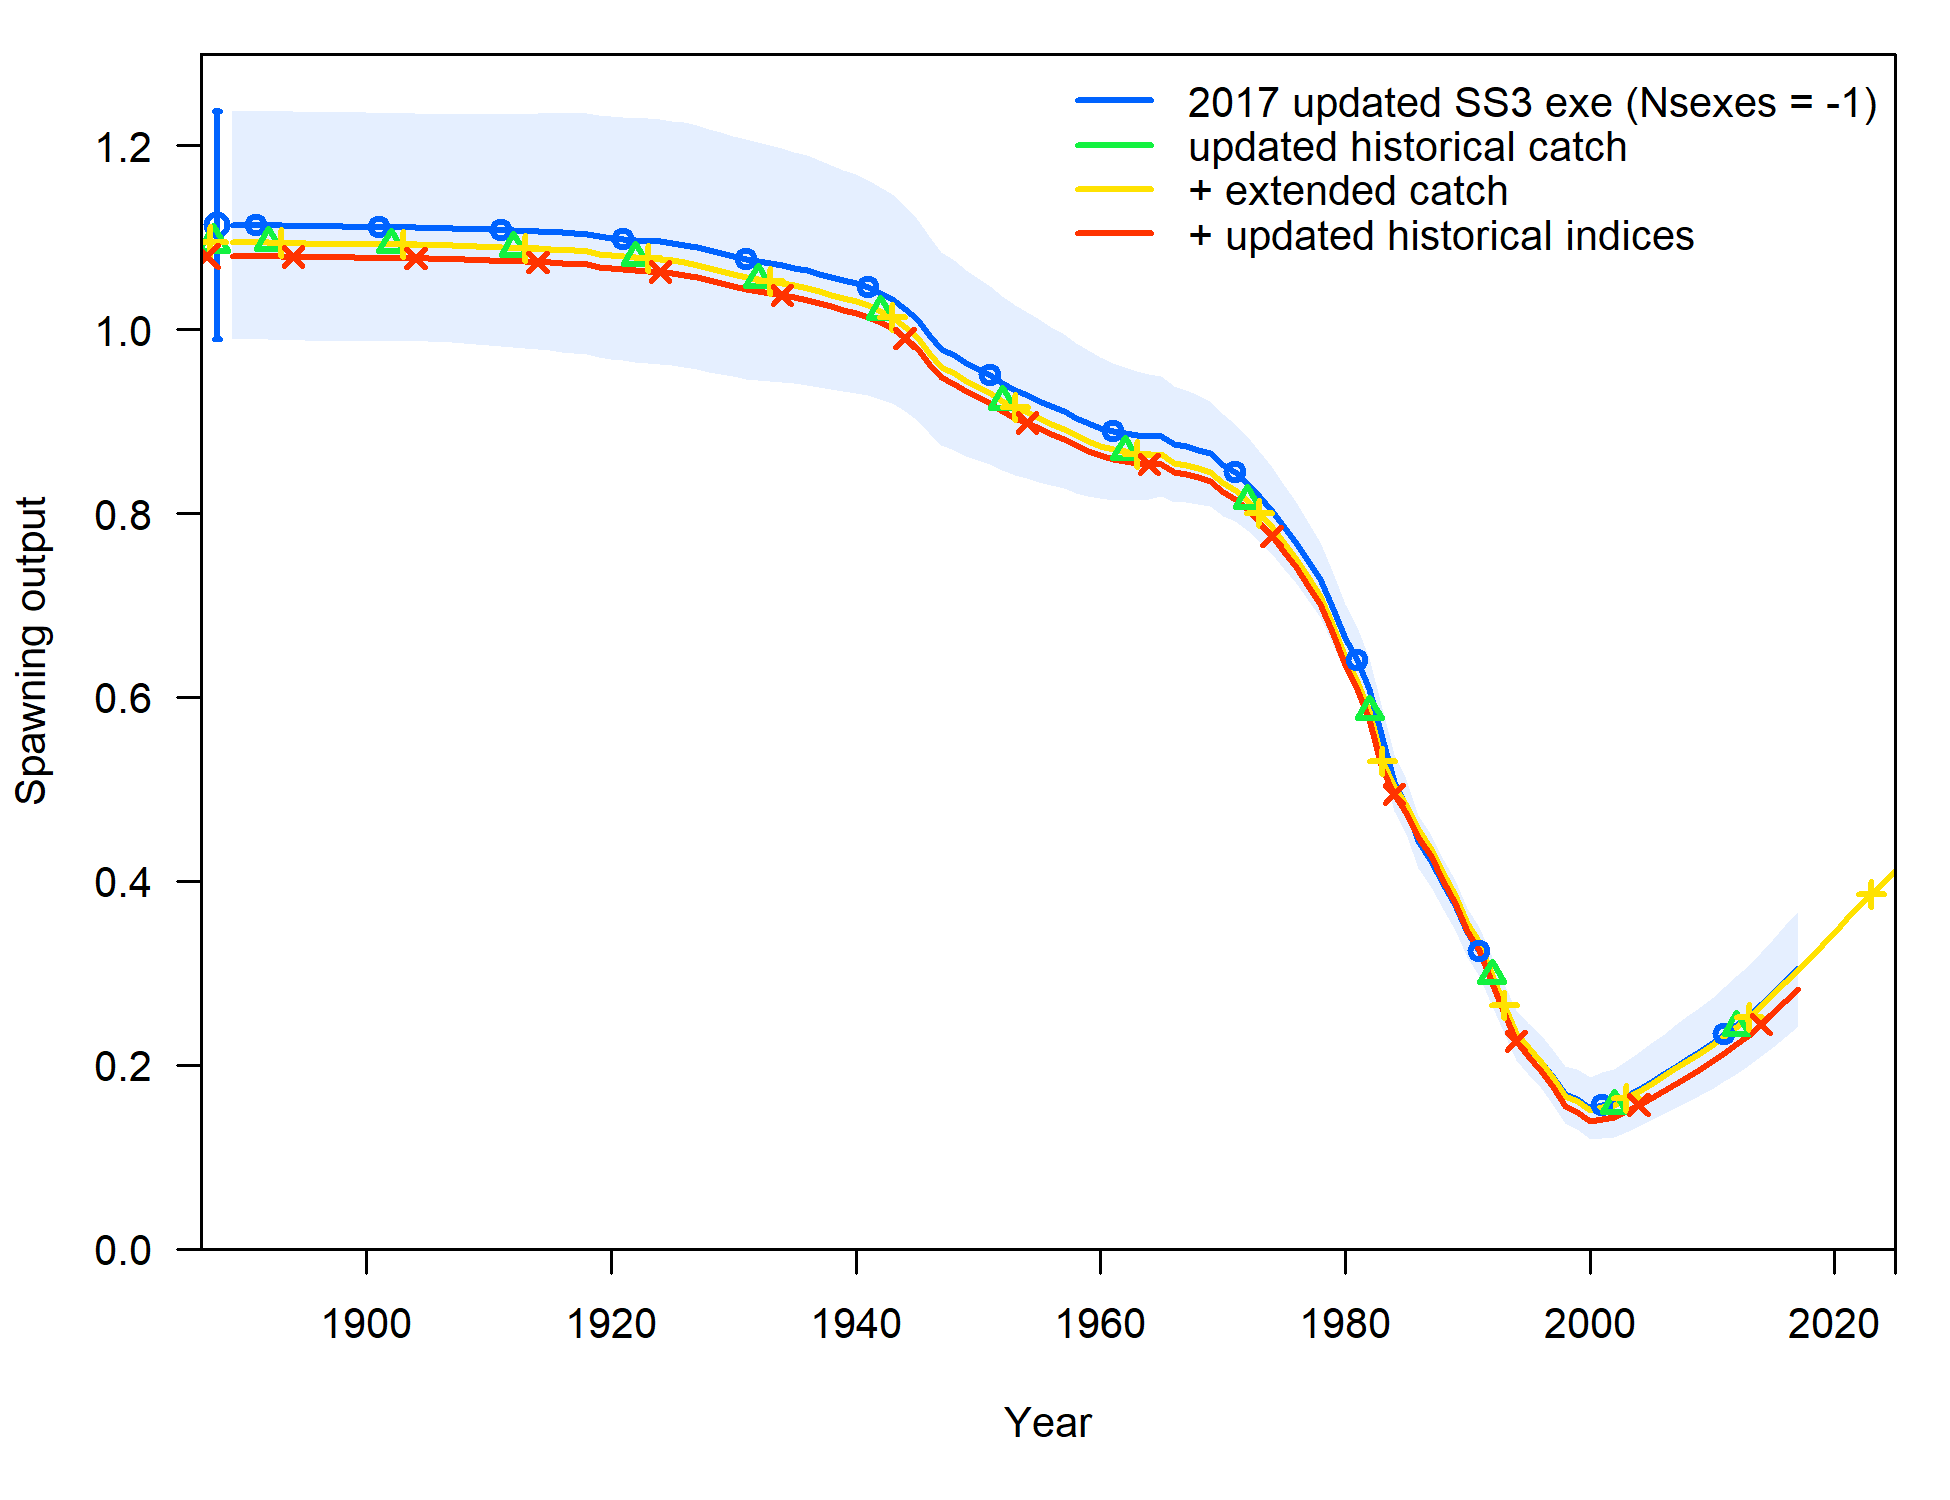 2017 updated SS3 exe (Nsexes = -1)
updated historical catch
+ extended catch
+ updated historical indices
Spawning output
1.2
1.0
0.8
0.6
0.4
0.2
0.0
1900 1920 1940 1960 1980 2000 2020
Year